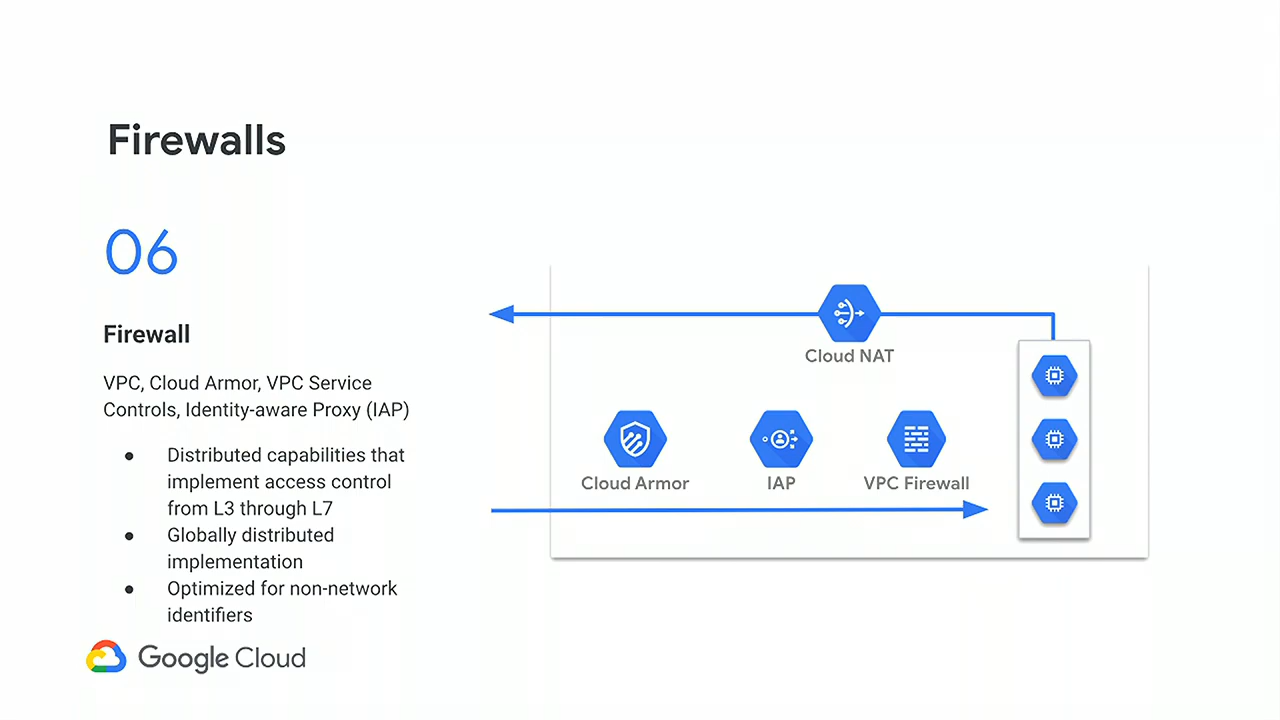 Firewalls
06
Firewall
VPC, Cloud Armor, VPC Service
Controls, Identity-aware Proxy (IAP)
● Distributed capabilities that
implement access control
from L3 through L7
● Globally distributed
implementation
● Optimized for non-network
identifiers
Google Cloud
Cloud NAT
Cloud Armor
IAP
VPC Firewall